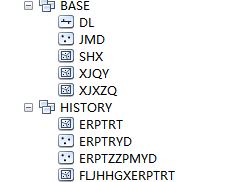 BASE
DL
JMD
SHX
XJQY
XJXZQ
HISTORY
ERPTRT
ERPTRYD
ERPTZZPMYD
FLJHHGXERPTRT